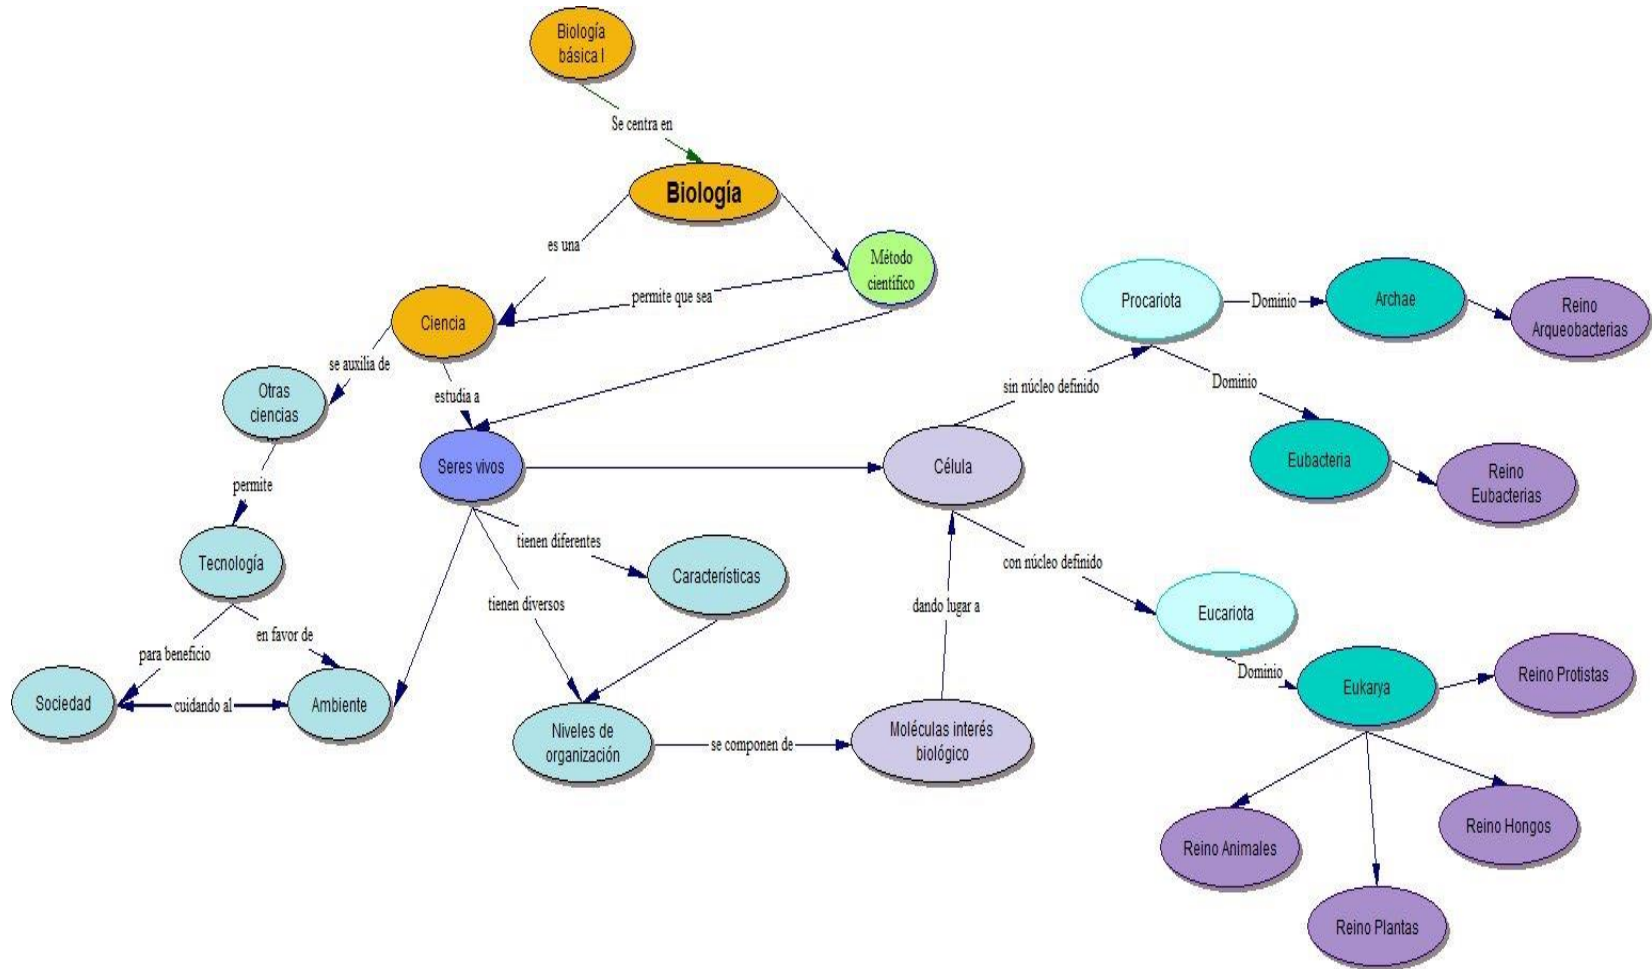 Biología
básica I
Se centra en
Biología
es una
Método
científico
permite que sea
Ciencia
se auxilia de
estudia a
Otras
ciencias
permite
Tecnología
para beneficio
en favor de
Sociedad
cuidando al
Ambiente
Seres vivos
tienen diferentes
Características
tienen diversos
Niveles de
organización
se componen de
Moléculas interés
biológico
dando lugar a
Célula
sin núcleo definido
Procariota
Dominio
Archae
Reino
Arqueobacterias
Dominio
Eubacteria
Reino
Eubacterias
con núcleo definido
Eucariota
Dominio
Eukarya
Reino Protistas
Reino Hongos
Reino Animales
Reino Plantas